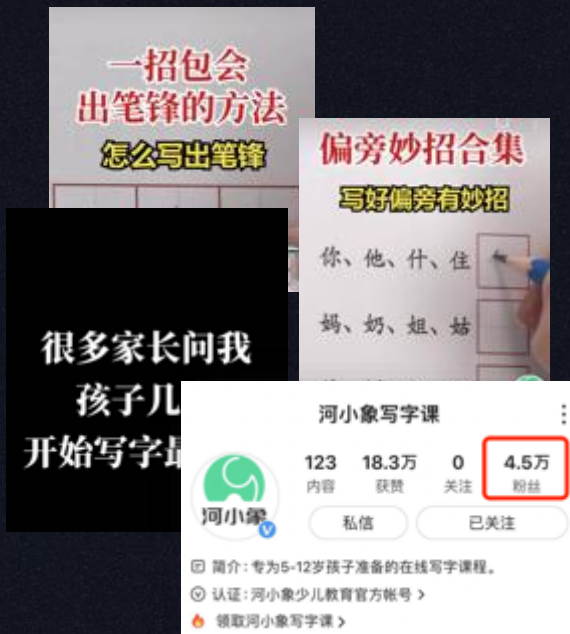 一招包会
出笔锋的方法
怎么写出笔锋
偏旁妙招合集
写好偏旁有妙招
你、他、什、住
妈、奶、姐、姑
很多家长问我
孩子几
开始写字最
河小象写字课
123 18.3万 0 4.5万
内容 获赞 关注 粉丝
河小象
私信 已关注
简介:专为5-12岁孩子准备的在线写字课程。
认证:河小象少儿教育官方帐号 >
领取河小象写字课 >